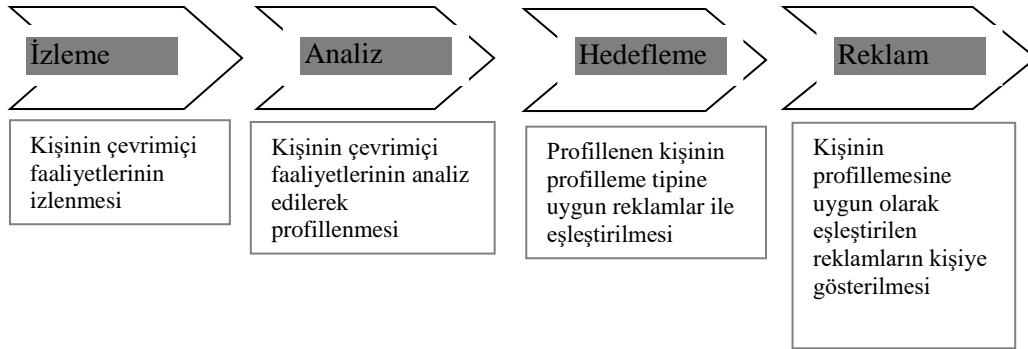 İzleme
Analiz
Hedefleme
Reklam
Kişinin çevrimiçi
faaliyetlerinin
izlenmesi
Kişinin çevrimiçi
faaliyetlerinin analiz
edilerek
profillenmesi
Profillenen kişinin
profilleme tipine
uygun reklamlar ile
eşleştirilmesi
Kişinin
profillemesine
uygun olarak
eşleştirilen
reklamların kişiye
gösterilmesi